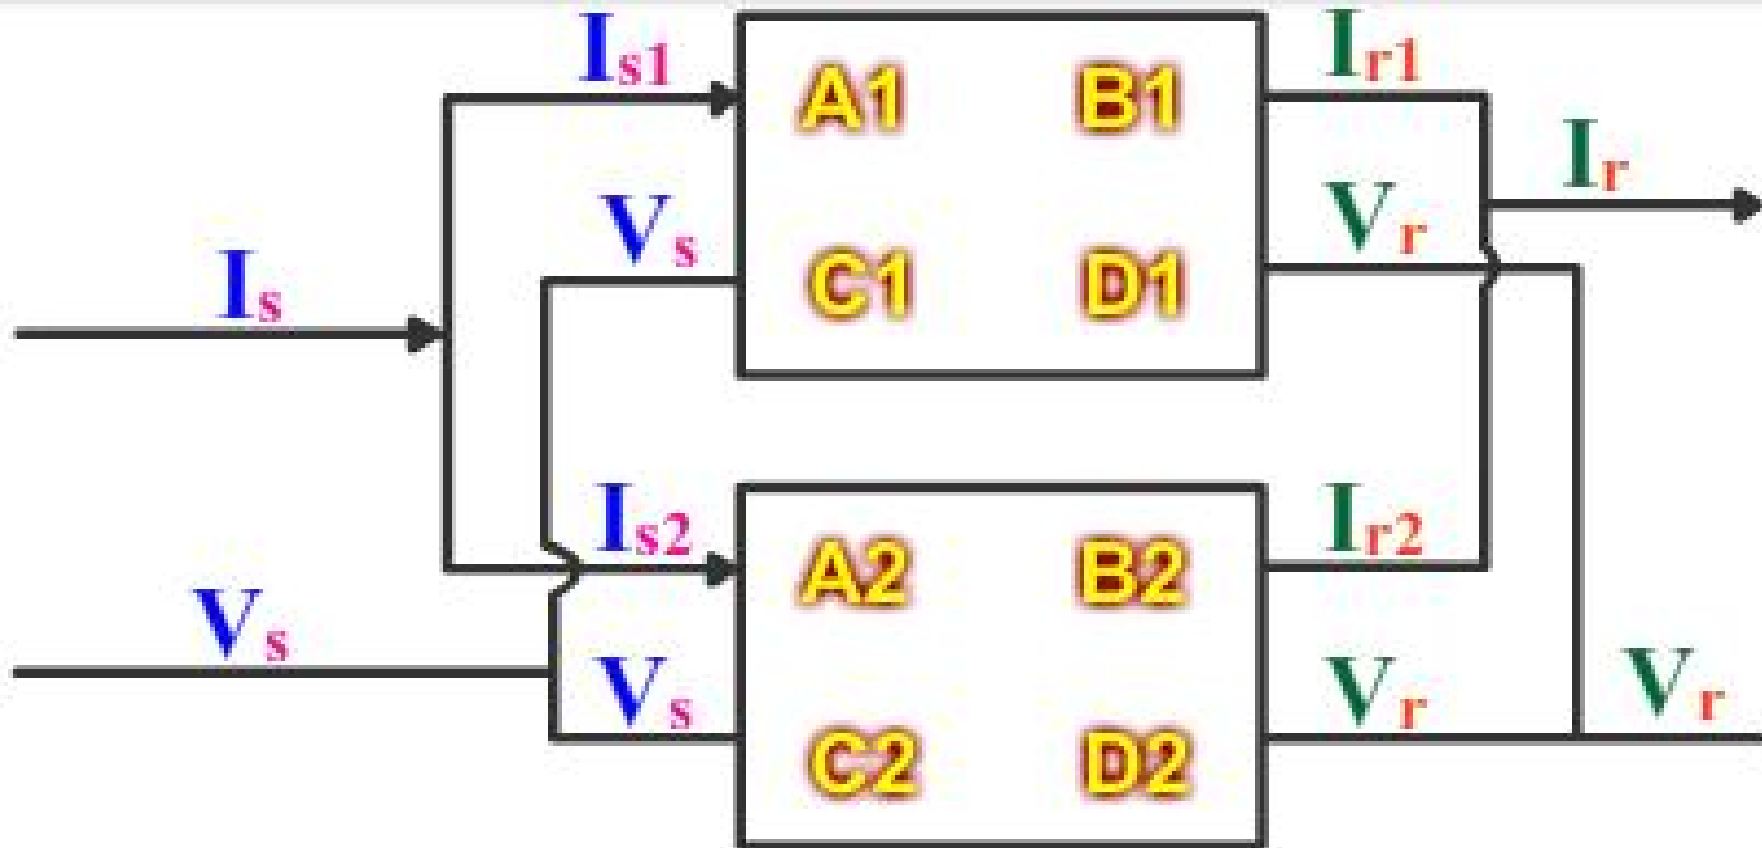 Is1
A1 B1
Ir1
Ir
Vs
Vr
Is
C1 D1
Is2
A2 B2
Ir2
Vs
Vs
Vr
Vr
C2 D2